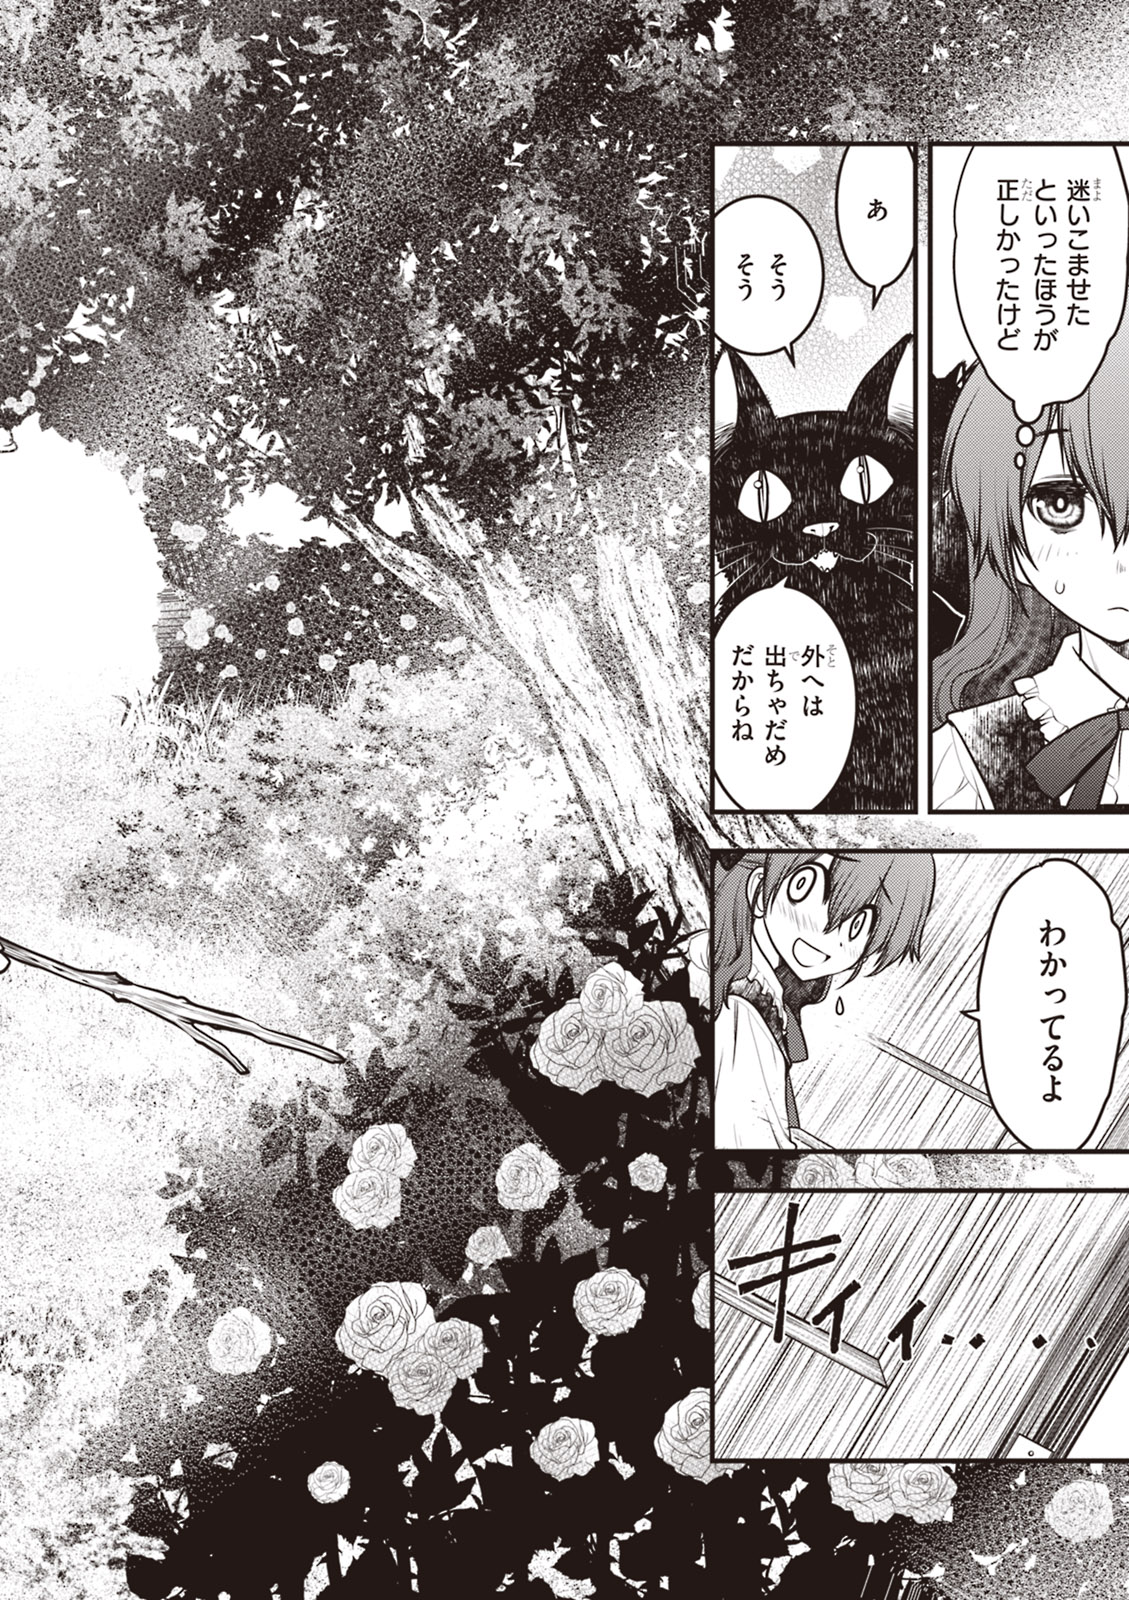 迷いこませた
といったほうが
正しかったけど
あ
そう
そう
外へは
出ちゃだめ
だからね
わかってるよ
キィィ・・・・・